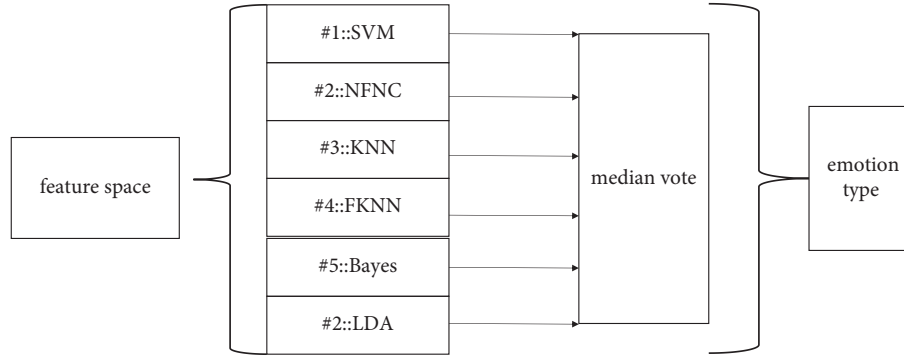 feature space
#1::SVM
#2::NFNC
#3::KNN
#4::FKNN
#5::Bayes
#2::LDA
median vote
emotion
type